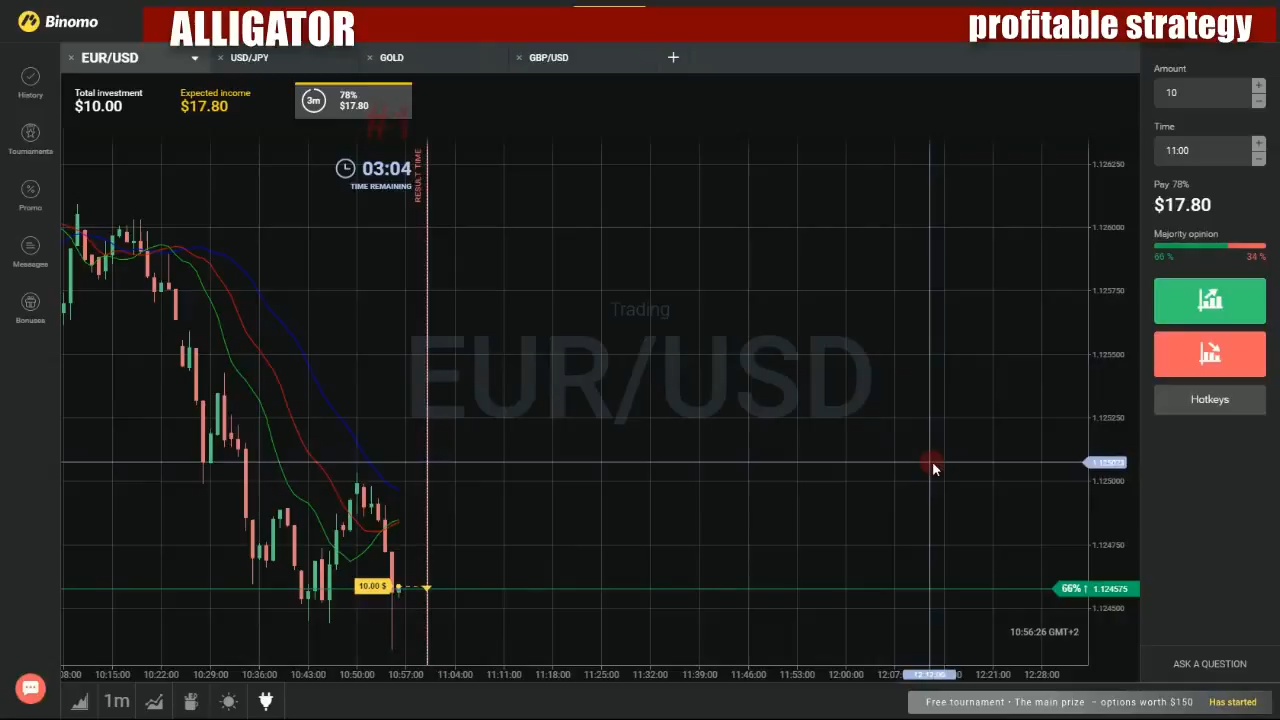 Binomo
ALLIGATOR
profitable strategy
EUR/USD
USD/JPY
GOLD
GBP/USD
History
Tournaments
Promo
Messages
Bonuses
Total investment
$10.00
Expected income
$17.80
3m
78%
$17.80
#1
03:04
TIME REMAINING
RESULT TIME
Trading
EUR/USD
1.126250
1.126000
1.125750
1.125500
1.125250
1.125000
1.124750
1.124500
10.00 $
66% ↑ 1.124575
10:56:26 GMT+2
10:15:00
10:22:00
10:29:00
10:36:00
10:43:00
10:50:00
10:57:00
11:04:00
11:11:00
11:18:00
11:25:00
11:32:00
11:39:00
11:46:00
11:53:00
12:00:00
12:21:00
12:28:00
1m
Amount
10
+
−
Time
11:00
+
−
Pay 78%
$17.80
Majority opinion
66 %
34 %
Hotkeys
ASK A QUESTION
Free tournament · The main prize – options worth $150 Has started